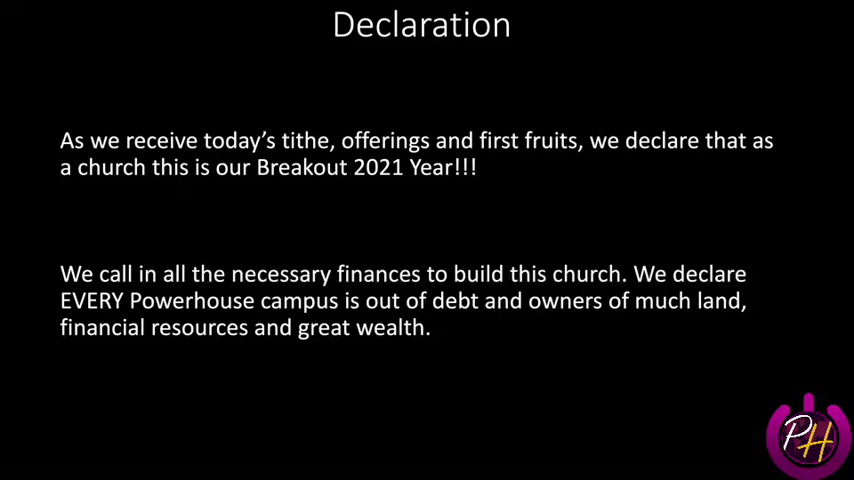 Declaration
As we receive today's tithe, offerings and first fruits, we declare that as
a church this is our Breakout 2021 Year!!!
We call in all the necessary finances to build this church. We declare
EVERY Powerhouse campus is out of debt and owners of much land,
financial resources and great wealth.
PH